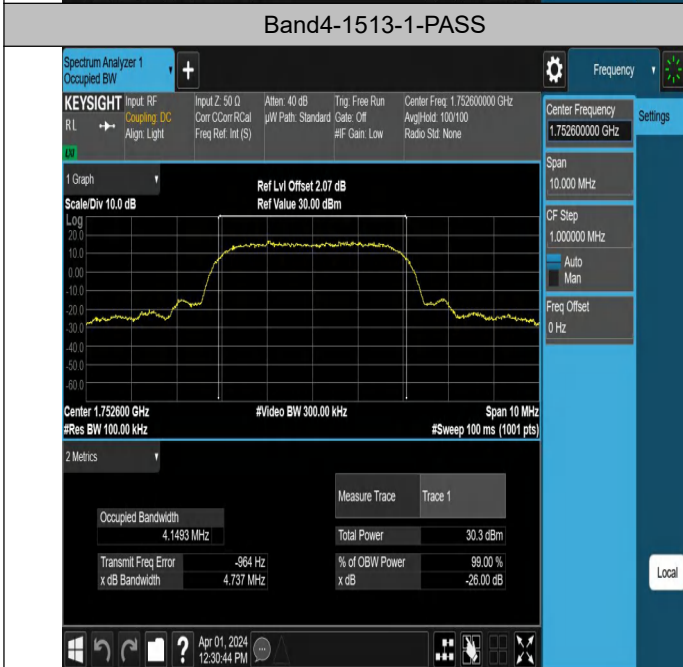 Band4-1513-1-PASS
Spectrum Analyzer 1
Occupied BW
+
Frequency
KEYSIGHT Input: RF Input Z: 50 Ω Atten: 40 dB Trig: Free Run Center Freq: 1.752600000 GHz
RL Coupling: DC Corr CCorr RCal µW Path: Standard Gate: Off Avg|Hold: 100/100
Align: Light Freq Ref: Int (S) #IF Gain: Low Radio Std: None
LXI
Center Frequency
1.752600000 GHz
Settings
Span
10.000 MHz
CF Step
1.000000 MHz
Auto
Man
Freq Offset
0 Hz
Local
1 Graph
Ref Lvl Offset 2.07 dB
Scale/Div 10.0 dB Ref Value 30.00 dBm
Log
20.0
10.0
0.00
-10.0
-20.0
-30.0
-40.0
-50.0
-60.0
Center 1.752600 GHz #Video BW 300.00 kHz Span 10 MHz
#Res BW 100.00 kHz #Sweep 100 ms (1001 pts)
2 Metrics
Measure Trace Trace 1
Occupied Bandwidth
4.1493 MHz
Total Power 30.3 dBm
Transmit Freq Error -964 Hz % of OBW Power 99.00 %
x dB Bandwidth 4.737 MHz x dB -26.00 dB
?
Apr 01, 2024
12:30:44 PM